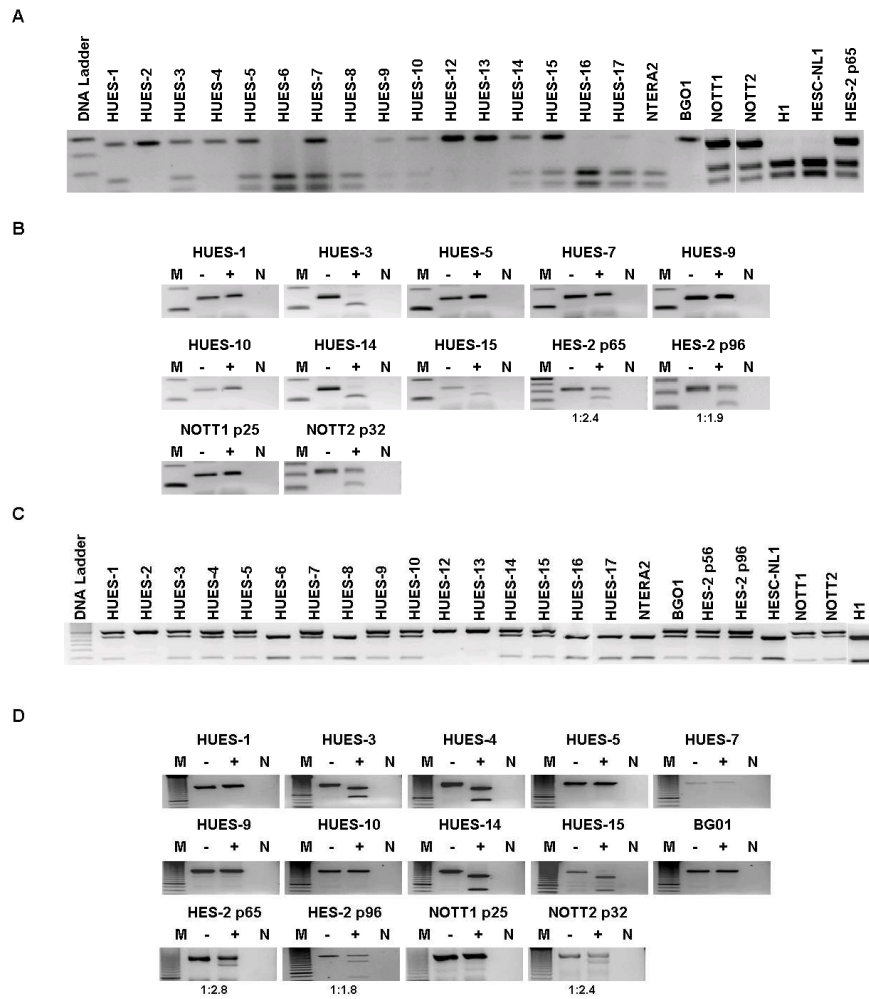 A
DNA Ladder HUES-1 HUES-2 HUES-3 HUES-4 HUES-5 HUES-6 HUES-7 HUES-8 HUES-9 HUES-10 HUES-12 HUES-13 HUES-14 HUES-15 HUES-16 HUES-17 NTERA2 BGO1 NOTT1 NOTT2 H1 HESC-NL1 HES-2 p65
B
HUES-1 HUES-3 HUES-5 HUES-7 HUES-9
M - + N M - + N M - + N M - + N M - + N
HUES-10 HUES-14 HUES-15 HES-2 p65 HES-2 p96
M - + N M - + N M - + N M - + N M - + N
1:2.4 1:1.9
NOTT1 p25 NOTT2 p32
M - + N M - + N
C
DNA Ladder HUES-1 HUES-2 HUES-3 HUES-4 HUES-5 HUES-6 HUES-7 HUES-8 HUES-9 HUES-10 HUES-12 HUES-13 HUES-14 HUES-15 HUES-16 HUES-17 NTERA2 BGO1 HES-2 p56 HES-2 p96 HESC-NL1 NOTT1 NOTT2 H1
D
HUES-1 HUES-3 HUES-4 HUES-5 HUES-7
M - + N M - + N M - + N M - + N M - + N
HUES-9 HUES-10 HUES-14 HUES-15 BG01
M - + N M - + N M - + N M - + N M - + N
HES-2 p65 HES-2 p96 NOTT1 p25 NOTT2 p32
M - + N M - + N M - + N M - + N
1:2.8 1:1.8 1:2.4